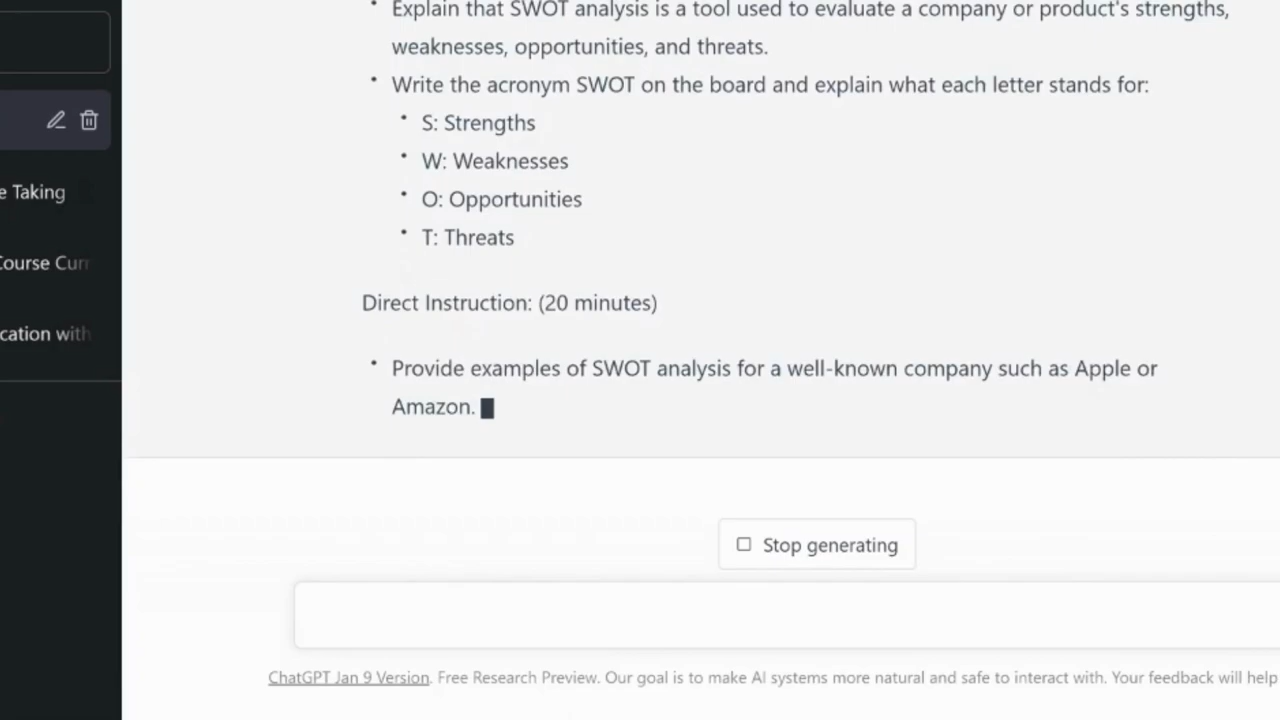 • Explain that SWOT analysis is a tool used to evaluate a company or product's strengths,
weaknesses, opportunities, and threats.
• Write the acronym SWOT on the board and explain what each letter stands for:
• S: Strengths
• W: Weaknesses
e Taking
• O: Opportunities
• T: Threats
Course Curr
Direct Instruction: (20 minutes)
cation with
• Provide examples of SWOT analysis for a well-known company such as Apple or
Amazon.
Stop generating
ChatGPT Jan 9 Version. Free Research Preview. Our goal is to make AI systems more natural and safe to interact with. Your feedback will help